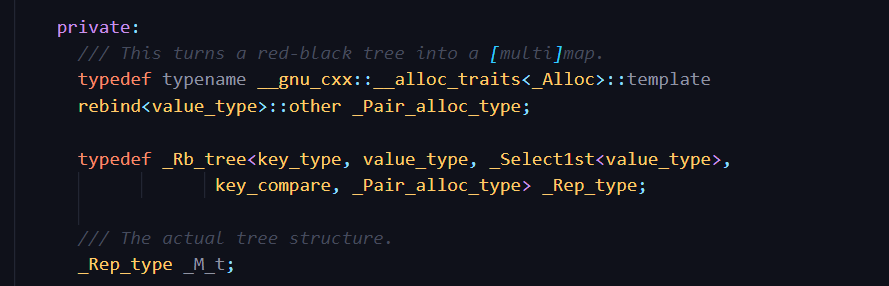 private:
/// This turns a red-black tree into a [multi]map.
typedef typename __gnu_cxx::__alloc_traits<_Alloc>::template
rebind<value_type>::other _Pair_alloc_type;
typedef _Rb_tree<key_type, value_type, _Select1st<value_type>,
key_compare, _Pair_alloc_type> _Rep_type;
/// The actual tree structure.
_Rep_type _M_t;